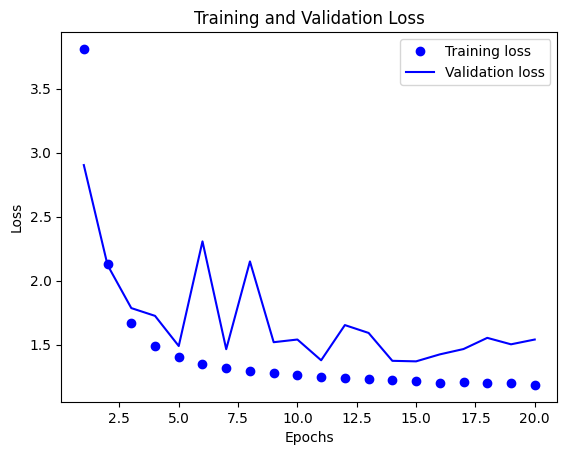 Training and Validation Loss
Training loss
Validation loss
3.5
3.0
2.5
2.0
1.5
Loss
2.5
5.0
7.5
10.0
12.5
15.0
17.5
20.0
Epochs